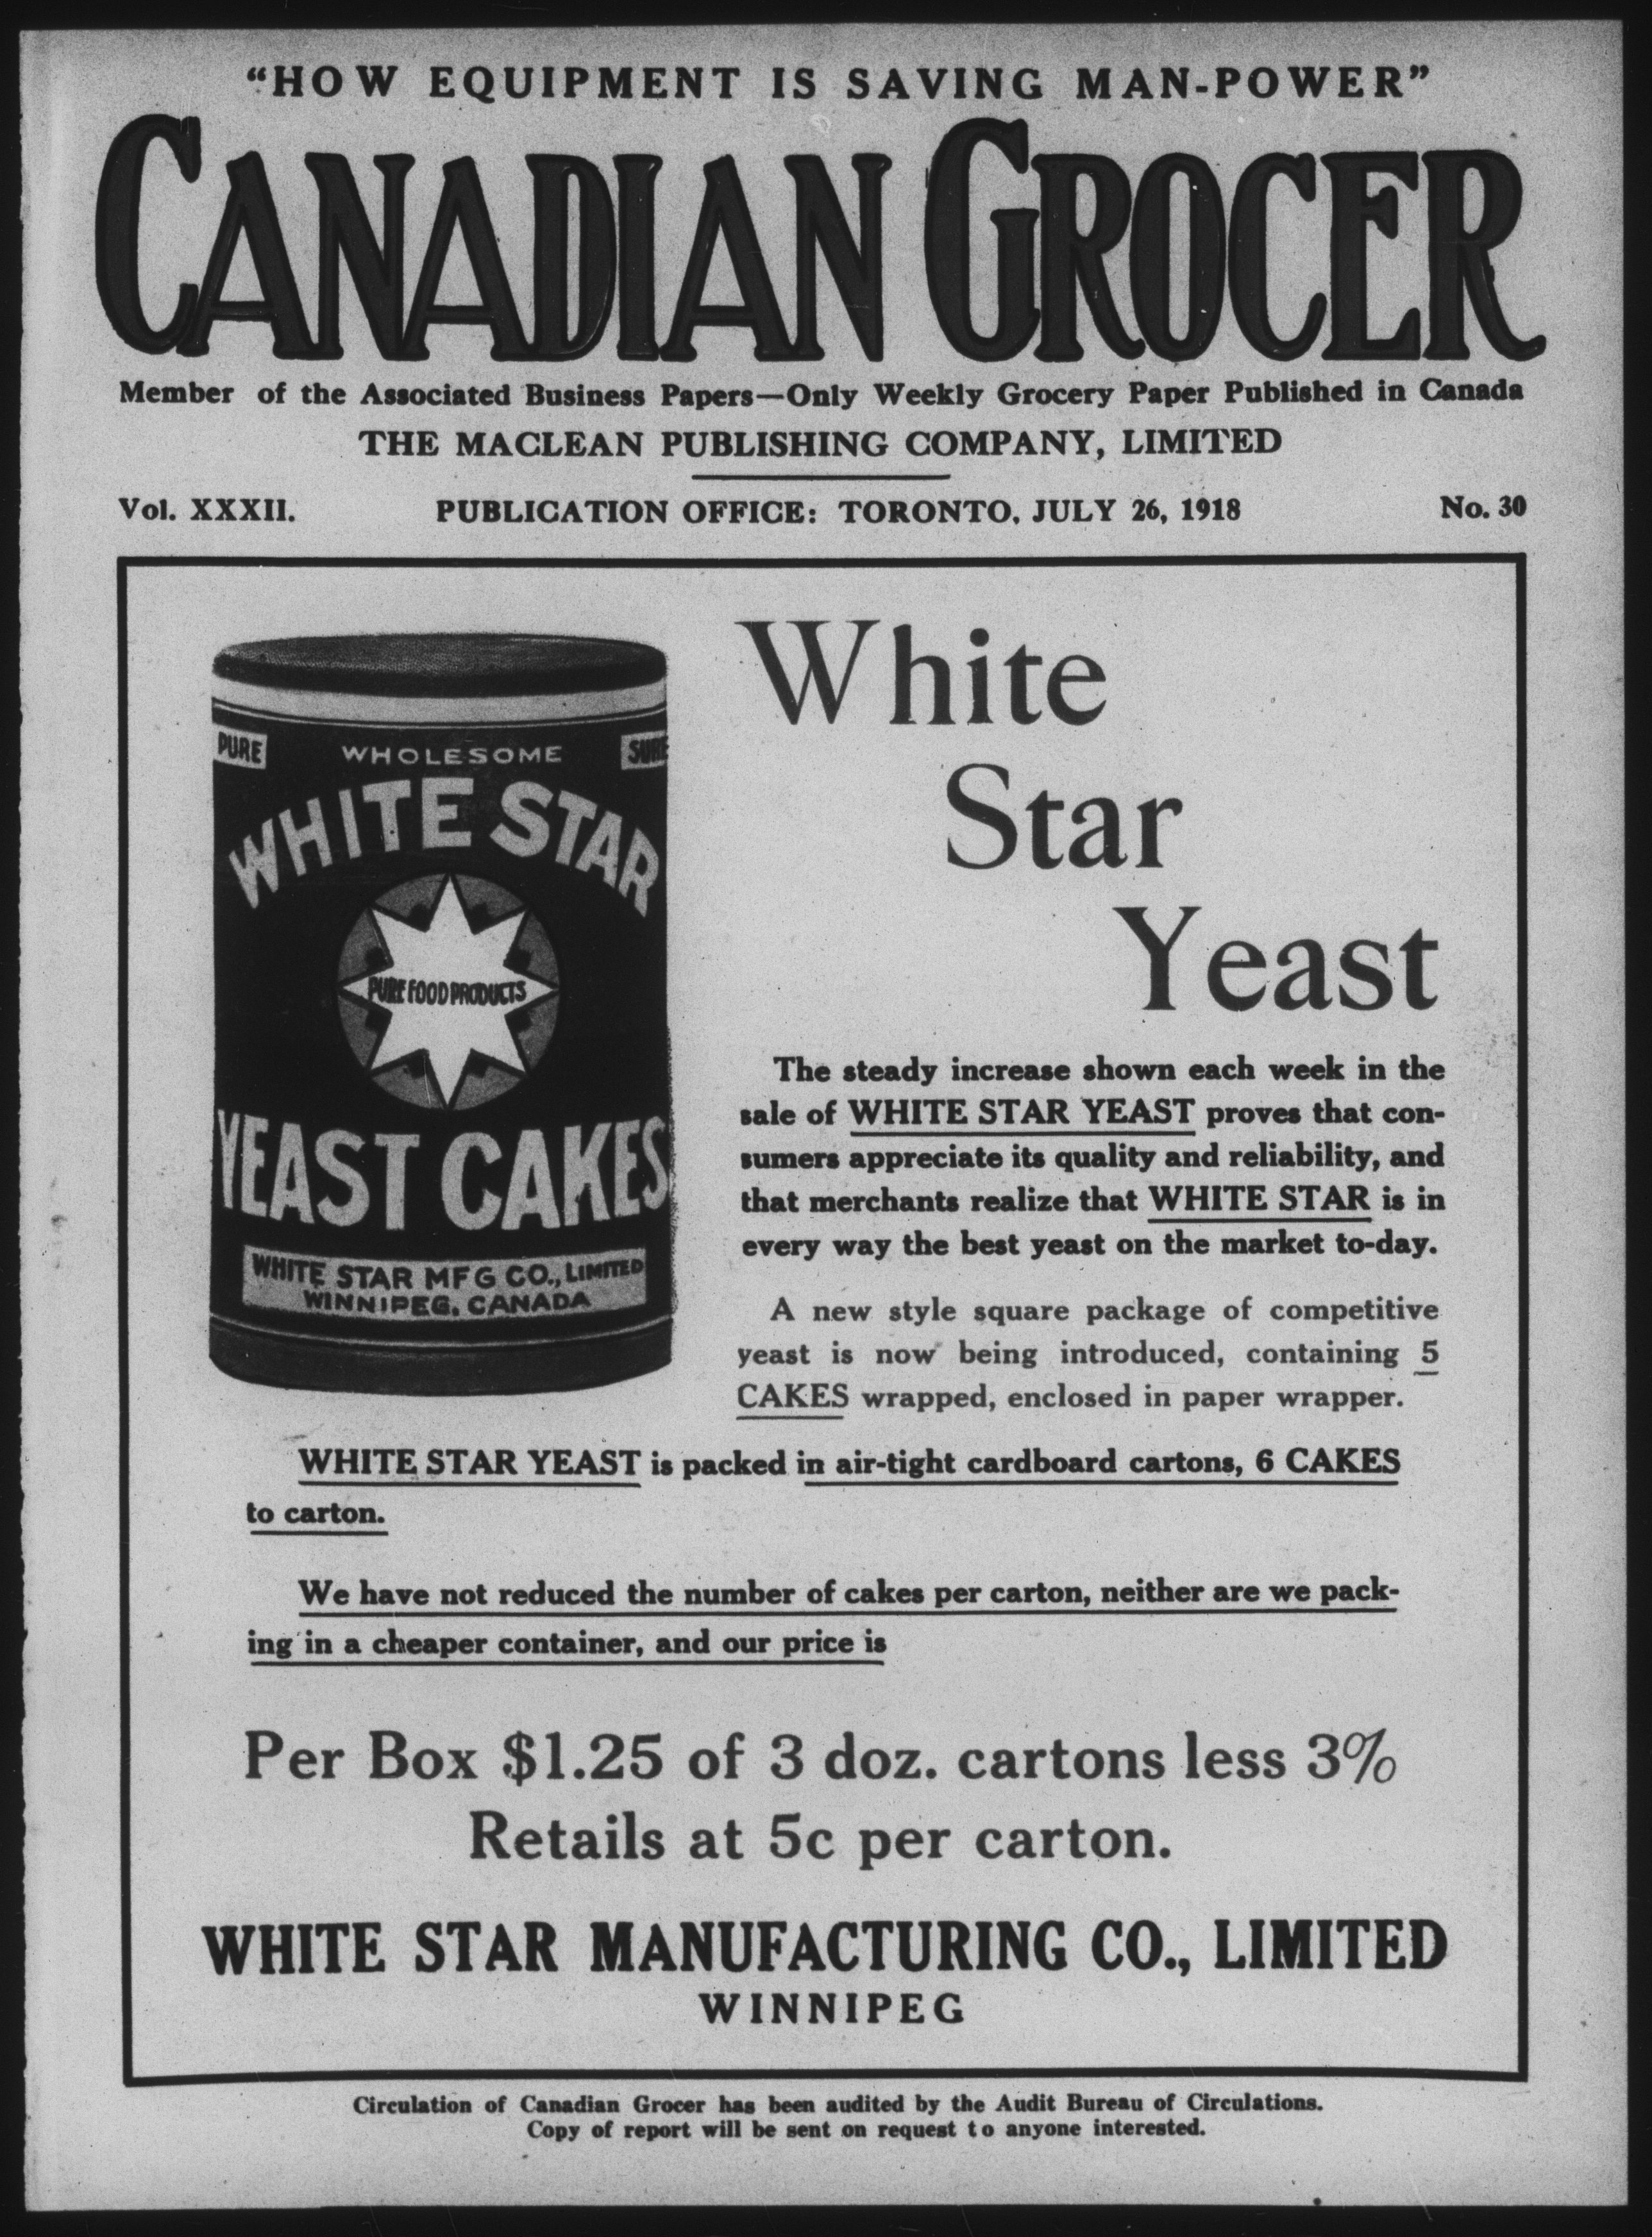 "HOW EQUIPMENT IS SAVING MAN-POWER"
CANADIAN GROCER
Member of the Associated Business Papers—Only Weekly Grocery Paper Published in Canada
THE MACLEAN PUBLISHING COMPANY, LIMITED
Vol. XXXII. PUBLICATION OFFICE: TORONTO, JULY 26, 1918 No. 30
PURE WHOLESOME SURE
WHITE STAR
PURE FOOD PRODUCTS
YEAST CAKES
WHITE STAR MFG CO., LIMITED
WINNIPEG, CANADA
White
Star
Yeast
The steady increase shown each week in the
sale of WHITE STAR YEAST proves that con-
sumers appreciate its quality and reliability, and
that merchants realize that WHITE STAR is in
every way the best yeast on the market to-day.
A new style square package of competitive
yeast is now being introduced, containing 5
CAKES wrapped, enclosed in paper wrapper.
WHITE STAR YEAST is packed in air-tight cardboard cartons, 6 CAKES
to carton.
We have not reduced the number of cakes per carton, neither are we pack-
ing in a cheaper container, and our price is
Per Box $1.25 of 3 doz. cartons less 3%
Retails at 5c per carton.
WHITE STAR MANUFACTURING CO., LIMITED
WINNIPEG
Circulation of Canadian Grocer has been audited by the Audit Bureau of Circulations.
Copy of report will be sent on request to anyone interested.